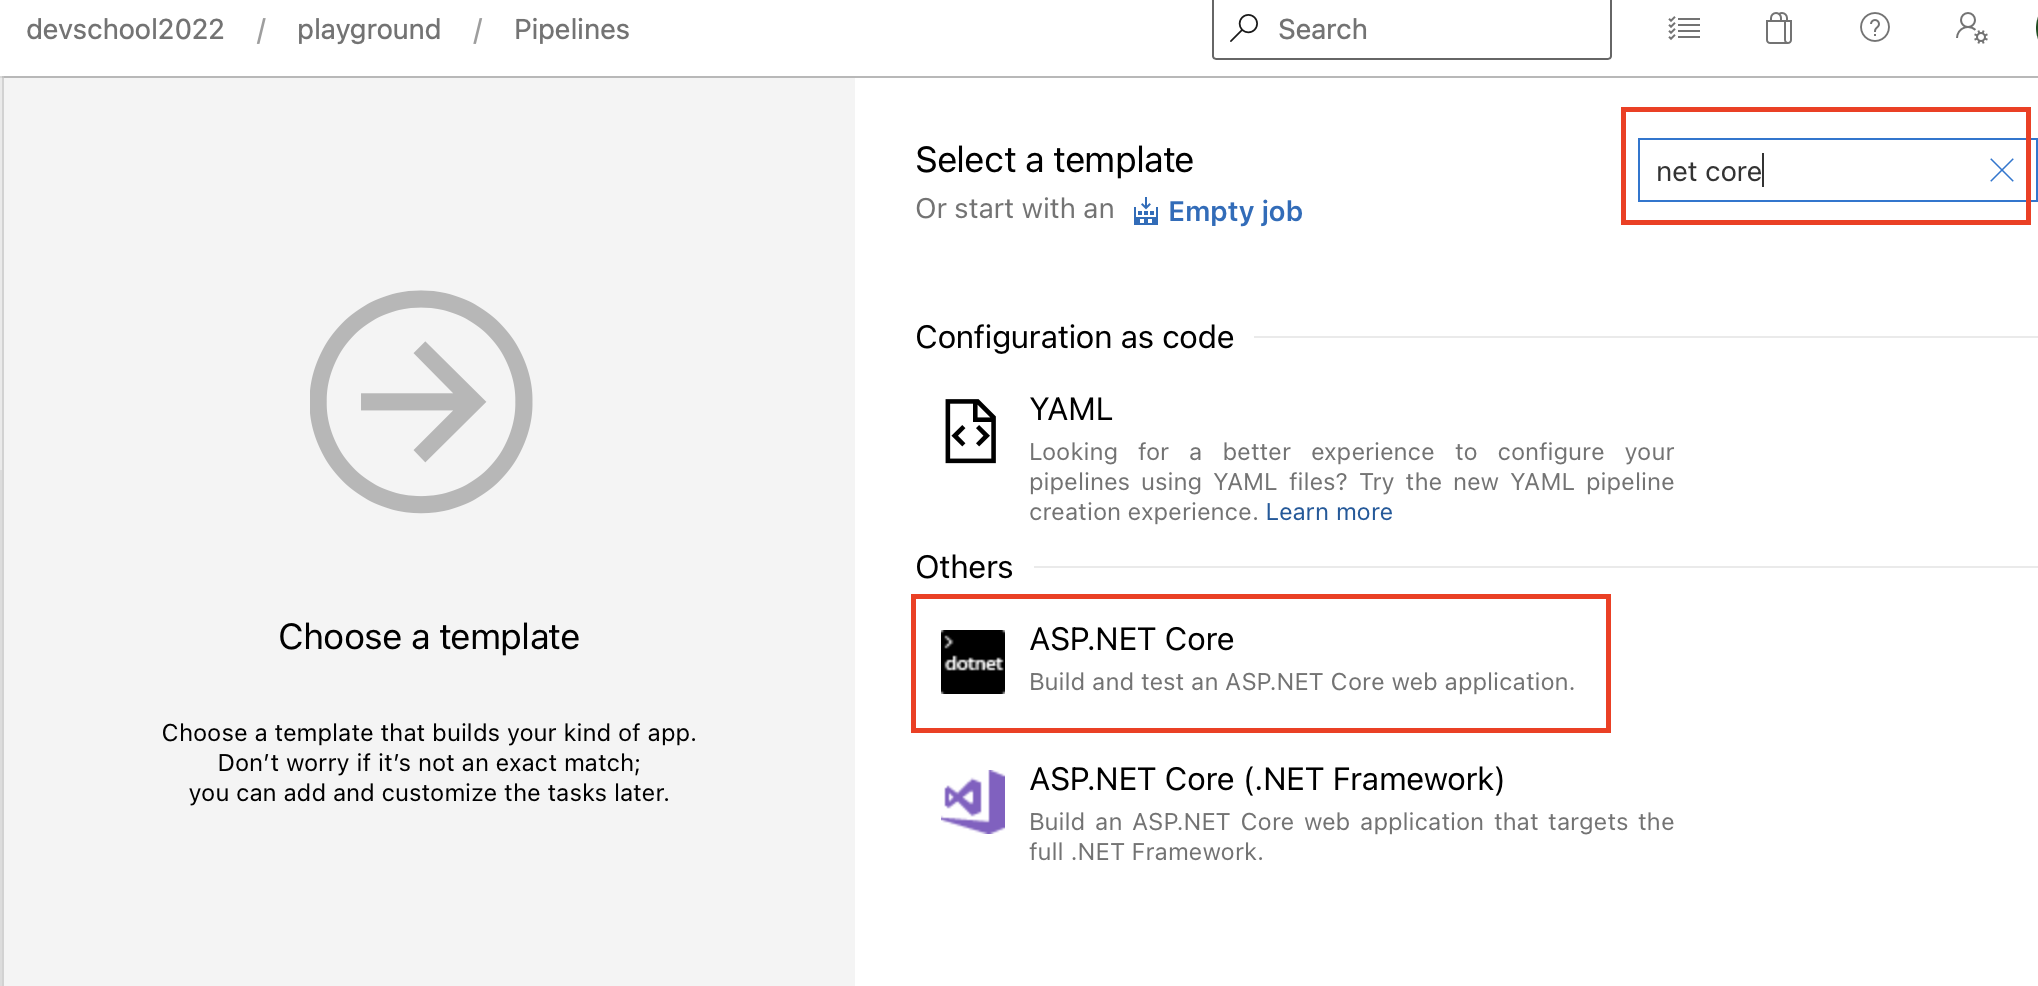 devschool2022 / playground / Pipelines
Search
Select a template
Or start with an Empty job
net core
Configuration as code
YAML
Looking for a better experience to configure your
pipelines using YAML files? Try the new YAML pipeline
creation experience. Learn more
Others
dotnet
ASP.NET Core
Build and test an ASP.NET Core web application.
ASP.NET Core (.NET Framework)
Build an ASP.NET Core web application that targets the
full .NET Framework.
Choose a template
Choose a template that builds your kind of app.
Don’t worry if it’s not an exact match;
you can add and customize the tasks later.